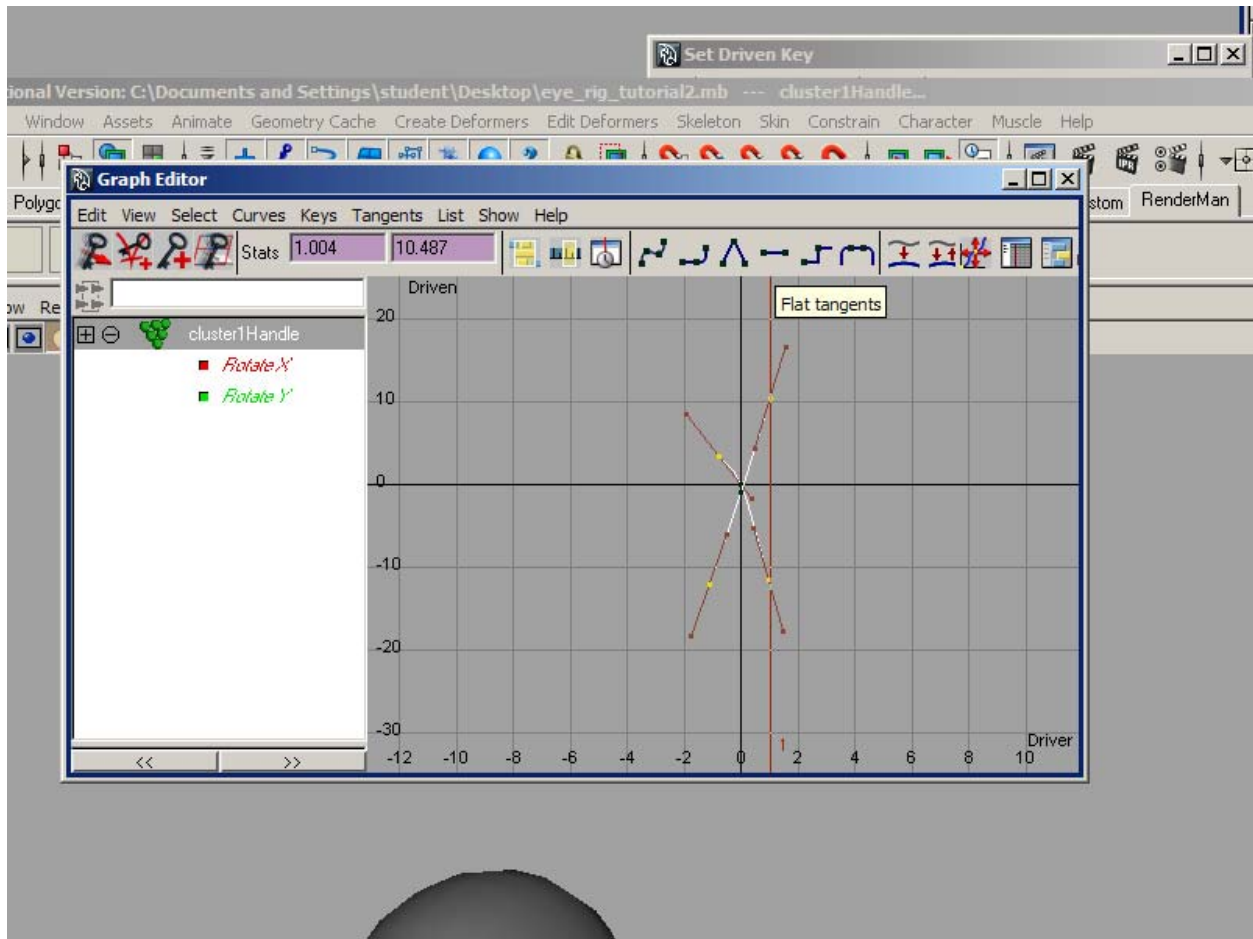 Set Driven Key
ional Version: C:\Documents and Settings\student\Desktop\eye_rig_tutorial2.mb --- cluster1Handle...
Window Assets Animate Geometry Cache Create Deformers Edit Deformers Skeleton Skin Constrain Character Muscle Help
IPR
Graph Editor
Polygo
stom RenderMan
Edit View Select Curves Keys Tangents List Show Help
Stats 1.004 10.487
ow Re
Driven
Flat tangents
20
cluster1Handle
Rotate X
Rotate Y
10
0
-10
-20
-30
Driver
1
-12 -10 -8 -6 -4 -2 0 2 4 6 8 10
<< >>